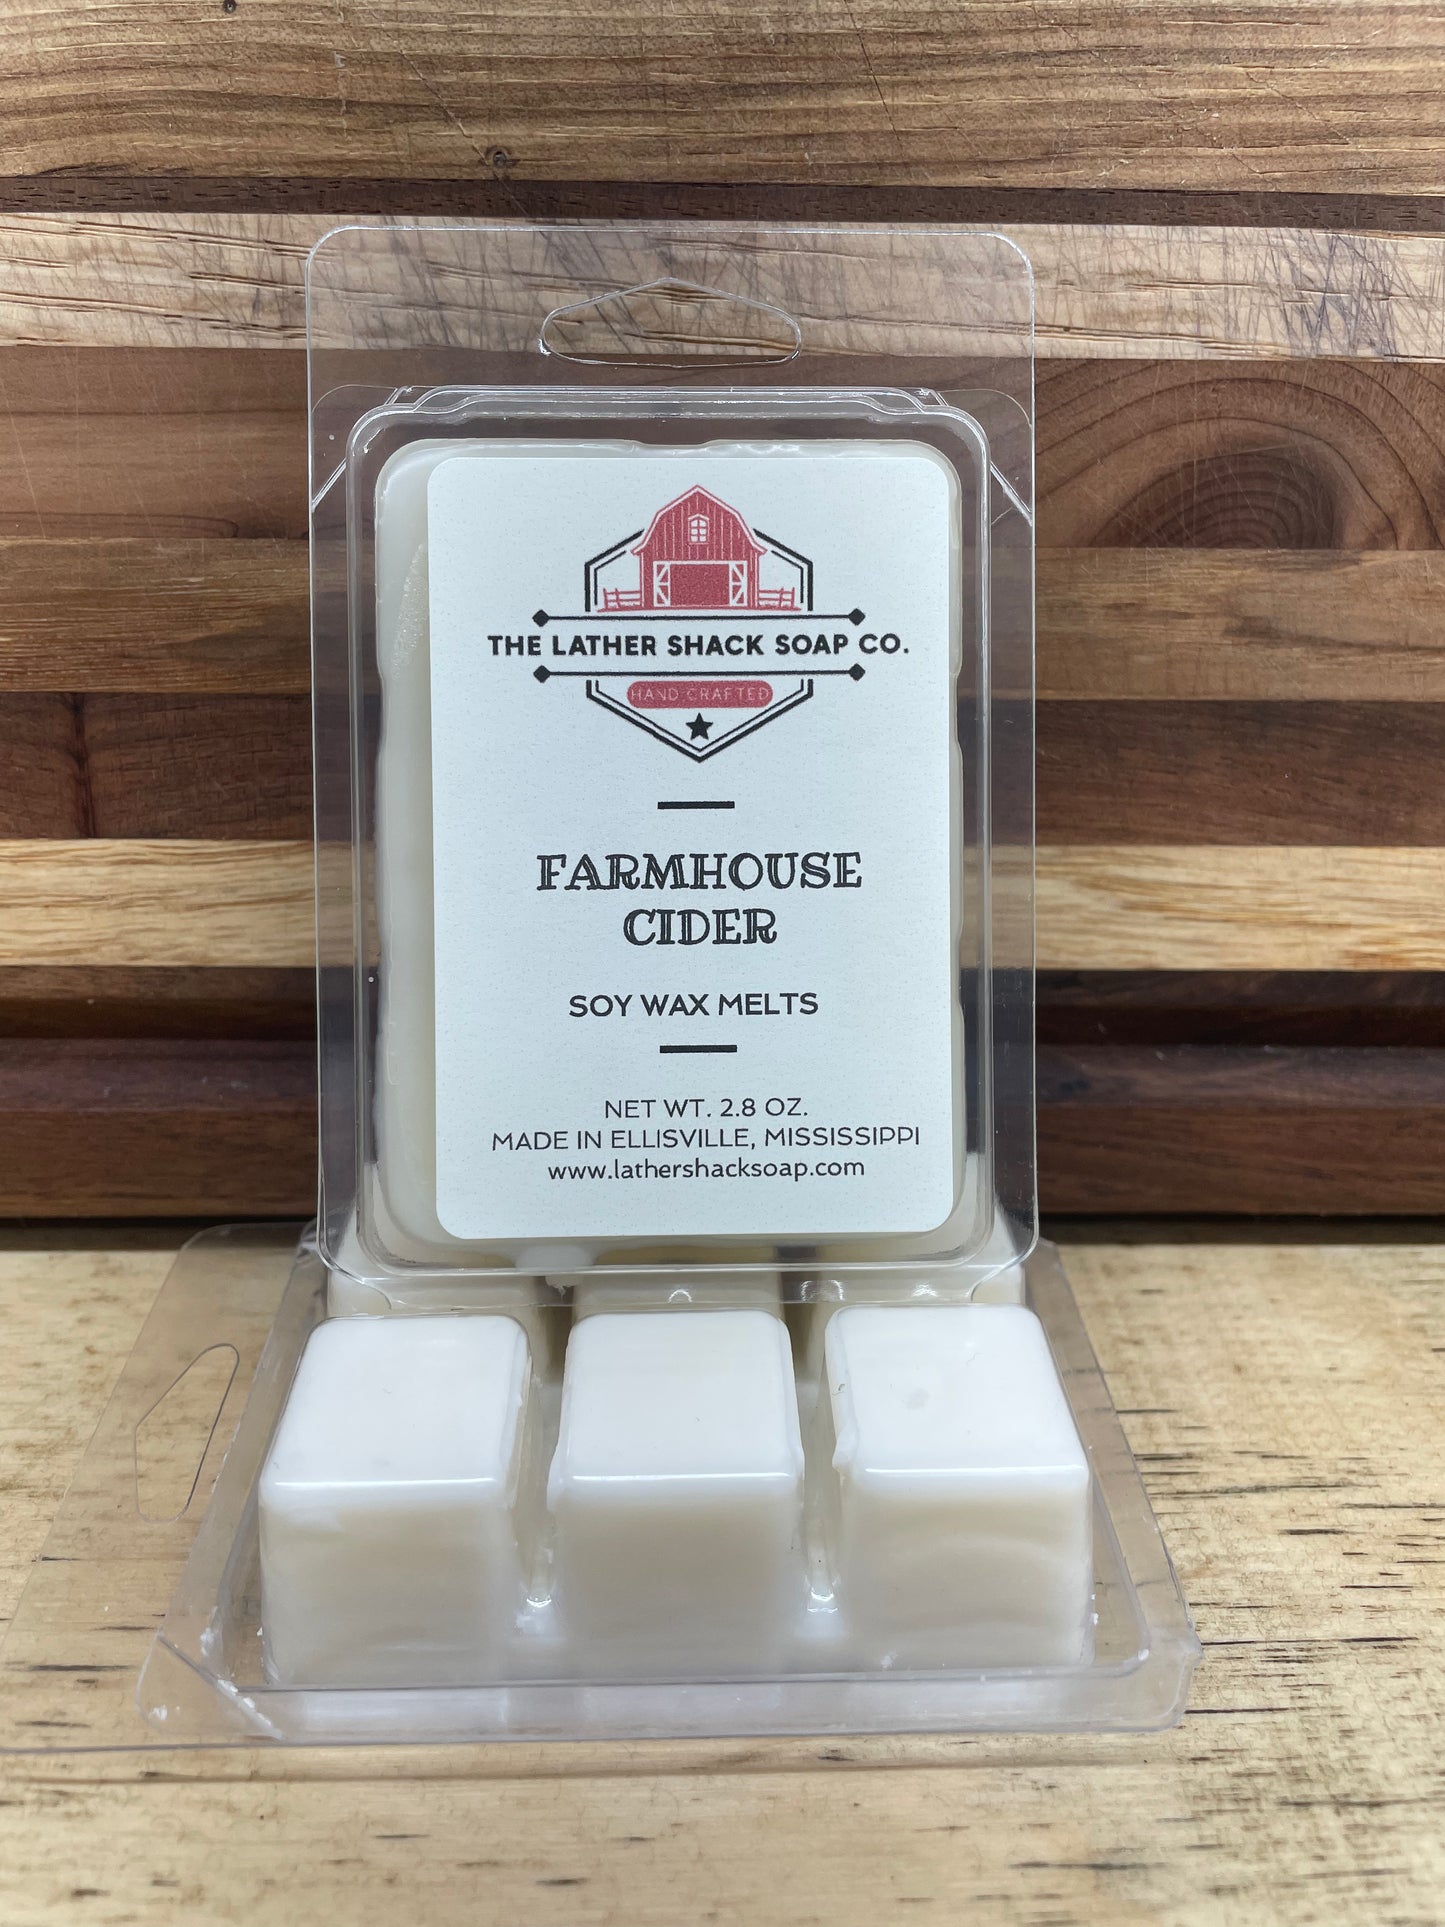 THE LATHER SHACK SOAP CO.
HAND CRAFTED
FARMHOUSE
CIDER
SOY WAX MELTS
NET WT. 2.8 OZ.
MADE IN ELLISVILLE, MISSISSIPPI
www.lathershacksoap.com